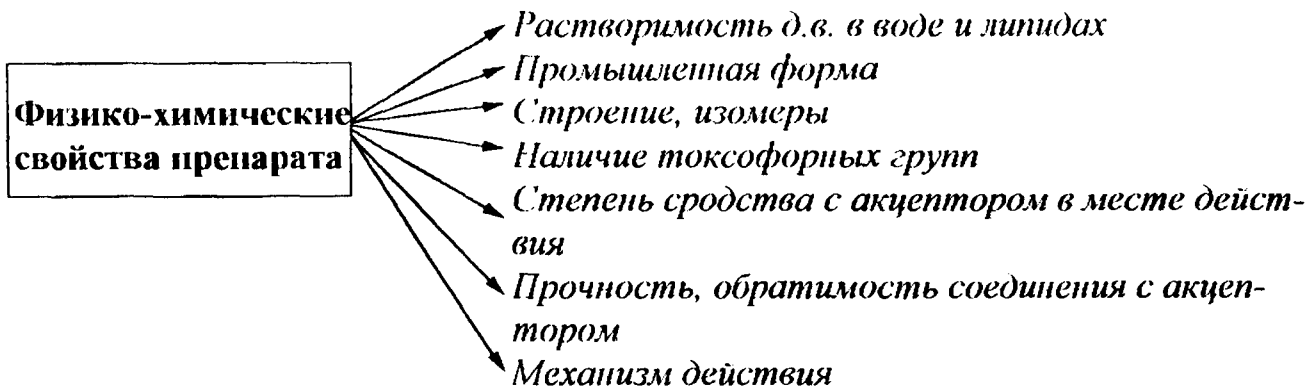 Физико-химические
свойства препарата
Растворимость д.в. в воде и липидах
Промышленная форма
Строение, изомеры
Наличие токсофорных групп
Степень сродства с акцептором в месте дейст-
вия
Прочность, обратимость соединения с акцеп-
тором
Механизм действия